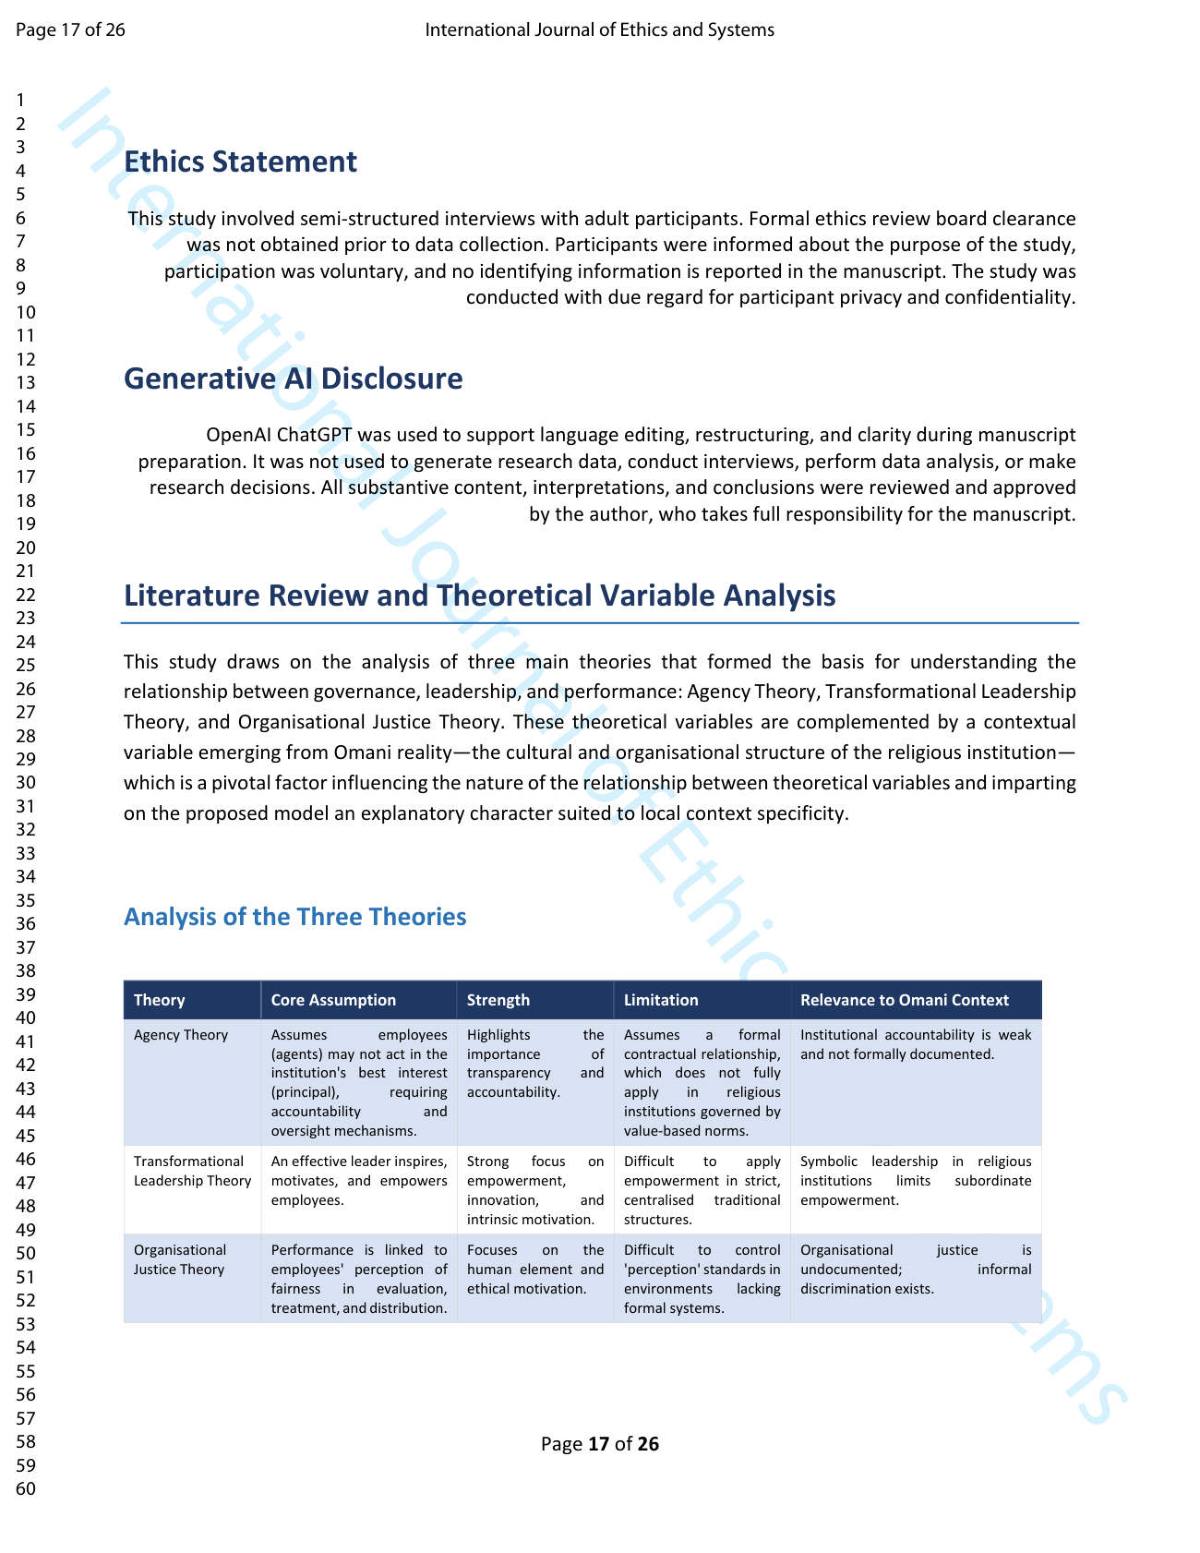 Page 17 of 26
International Journal of Ethics and Systems
1
2
3
4
5
6
7
8
9
10
11
12
13
14
15
16
17
18
19
20
21
22
23
24
25
26
27
28
29
30
31
32
33
34
35
36
37
38
39
40
41
42
43
44
45
46
47
48
49
50
51
52
53
54
55
56
57
58
59
60
Ethics Statement
This study involved semi-structured interviews with adult participants. Formal ethics review board clearance
was not obtained prior to data collection. Participants were informed about the purpose of the study,
participation was voluntary, and no identifying information is reported in the manuscript. The study was
conducted with due regard for participant privacy and confidentiality.
Generative AI Disclosure
OpenAI ChatGPT was used to support language editing, restructuring, and clarity during manuscript
preparation. It was not used to generate research data, conduct interviews, perform data analysis, or make
research decisions. All substantive content, interpretations, and conclusions were reviewed and approved
by the author, who takes full responsibility for the manuscript.
Literature Review and Theoretical Variable Analysis
This study draws on the analysis of three main theories that formed the basis for understanding the
relationship between governance, leadership, and performance: Agency Theory, Transformational Leadership
Theory, and Organisational Justice Theory. These theoretical variables are complemented by a contextual
variable emerging from Omani reality—the cultural and organisational structure of the religious institution—
which is a pivotal factor influencing the nature of the relationship between theoretical variables and imparting
on the proposed model an explanatory character suited to local context specificity.
Analysis of the Three Theories
Theory
Core Assumption
Strength
Limitation
Relevance to Omani Context
Agency Theory
Assumes employees
(agents) may not act in the
institution's best interest
(principal), requiring
accountability and
oversight mechanisms.
Highlights the
importance of
transparency and
accountability.
Assumes a formal
contractual relationship,
which does not fully
apply in religious
institutions governed by
value-based norms.
Institutional accountability is weak
and not formally documented.
Transformational
Leadership Theory
An effective leader inspires,
motivates, and empowers
employees.
Strong focus on
empowerment,
innovation, and
intrinsic motivation.
Difficult to apply
empowerment in strict,
centralised traditional
structures.
Symbolic leadership in religious
institutions limits subordinate
empowerment.
Organisational
Justice Theory
Performance is linked to
employees' perception of
fairness in evaluation,
treatment, and distribution.
Focuses on the
human element and
ethical motivation.
Difficult to control
'perception' standards in
environments lacking
formal systems.
Organisational justice is
undocumented; informal
discrimination exists.
Page 17 of 26
International Journal of Ethic
ems